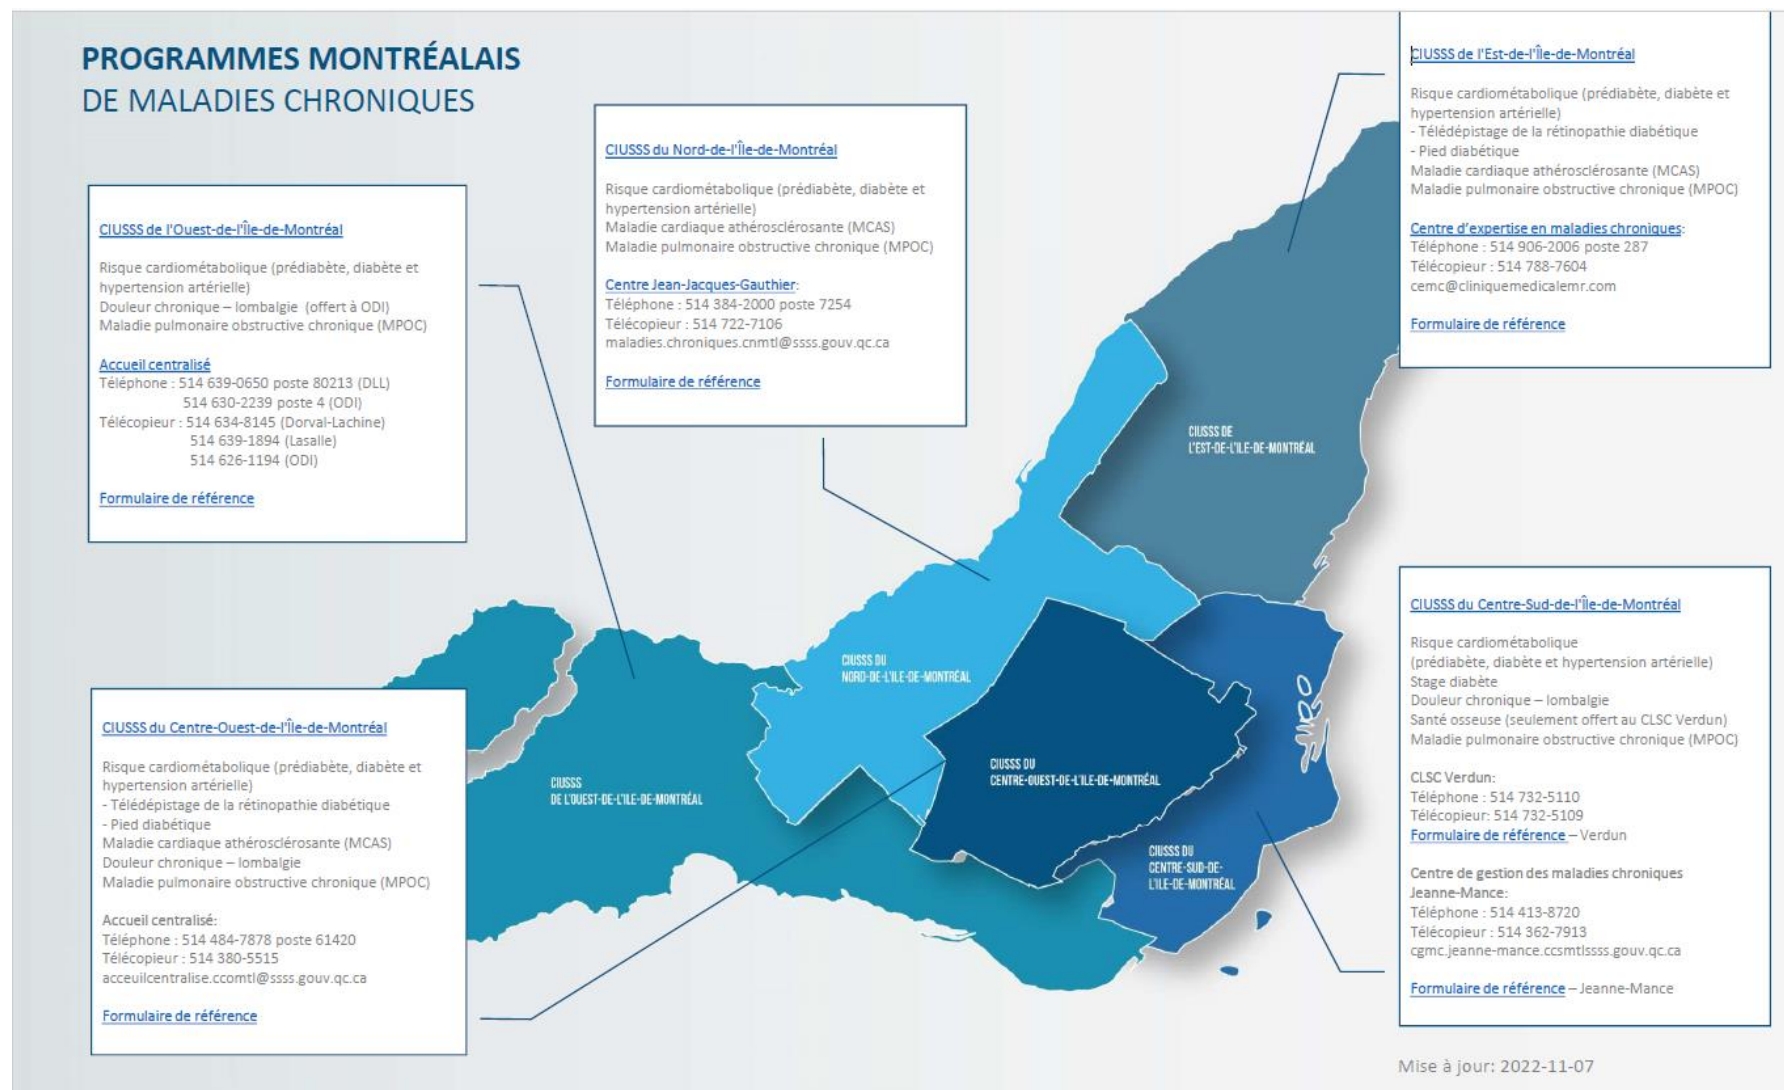 PROGRAMMES MONTRÉALAIS
DE MALADIES CHRONIQUES
CIUSSS de l'Ouest-de-l'Île-de-Montréal
Risque cardiométabolique (prédiabète, diabète et
hypertension artérielle)
Douleur chronique – lombalgie (offert à ODI)
Maladie pulmonaire obstructive chronique (MPOC)
Accueil centralisé
Téléphone : 514 639-0650 poste 80213 (DLL)
514 630-2239 poste 4 (ODI)
Télécopieur : 514 634-8145 (Dorval-Lachine)
514 639-1894 (Lasalle)
514 626-1194 (ODI)
Formulaire de référence
CIUSSS du Nord-de-l'Île-de-Montréal
Risque cardiométabolique (prédiabète, diabète et
hypertension artérielle)
Maladie cardiaque athérosclérosante (MCAS)
Maladie pulmonaire obstructive chronique (MPOC)
Centre Jean-Jacques-Gauthier:
Téléphone : 514 384-2000 poste 7254
Télécopieur : 514 722-7106
maladies.chroniques.cnmtl@ssss.gouv.qc.ca
Formulaire de référence
CIUSSS de l'Est-de-l'Île-de-Montréal
Risque cardiométabolique (prédiabète, diabète et
hypertension artérielle)
- Télédépistage de la rétinopathie diabétique
- Pied diabétique
Maladie cardiaque athérosclérosante (MCAS)
Maladie pulmonaire obstructive chronique (MPOC)
Centre d'expertise en maladies chroniques:
Téléphone : 514 906-2006 poste 287
Télécopieur : 514 788-7604
cemc@cliniquemedicalemr.com
Formulaire de référence
CIUSSS du Centre-Ouest-de-l'Île-de-Montréal
Risque cardiométabolique (prédiabète, diabète et
hypertension artérielle)
- Télédépistage de la rétinopathie diabétique
- Pied diabétique
Maladie cardiaque athérosclérosante (MCAS)
Douleur chronique – lombalgie
Maladie pulmonaire obstructive chronique (MPOC)
Accueil centralisé:
Téléphone : 514 484-7878 poste 61420
Télécopieur : 514 380-5515
acceuilcentralise.ccomtl@ssss.gouv.qc.ca
Formulaire de référence
CIUSSS du Centre-Sud-de-l'Île-de-Montréal
Risque cardiométabolique
(prédiabète, diabète et hypertension artérielle)
Stage diabète
Douleur chronique – lombalgie
Santé osseuse (seulement offert au CLSC Verdun)
Maladie pulmonaire obstructive chronique (MPOC)
CLSC Verdun:
Téléphone : 514 732-5110
Télécopieur: 514 732-5109
Formulaire de référence – Verdun
Centre de gestion des maladies chroniques
Jeanne-Mance:
Téléphone : 514 413-8720
Télécopieur : 514 362-7913
cgmc.jeanne-mance.ccsmtlssss.gouv.qc.ca
Formulaire de référence – Jeanne-Mance
CIUSSS DE
L'EST-DE-L'ILE-DE-MONTRÉAL
CIUSSS DU
NORD-DE-L'ILE-DE-MONTRÉAL
CIUSSS
DE L'OUEST-DE-L'ILE-DE-MONTRÉAL
CIUSSS DU
CENTRE-OUEST-DE-L'ILE-DE-MONTRÉAL
CIUSSS DU
CENTRE-SUD-DE-
L'ILE-DE-MONTRÉAL
Mise à jour: 2022-11-07